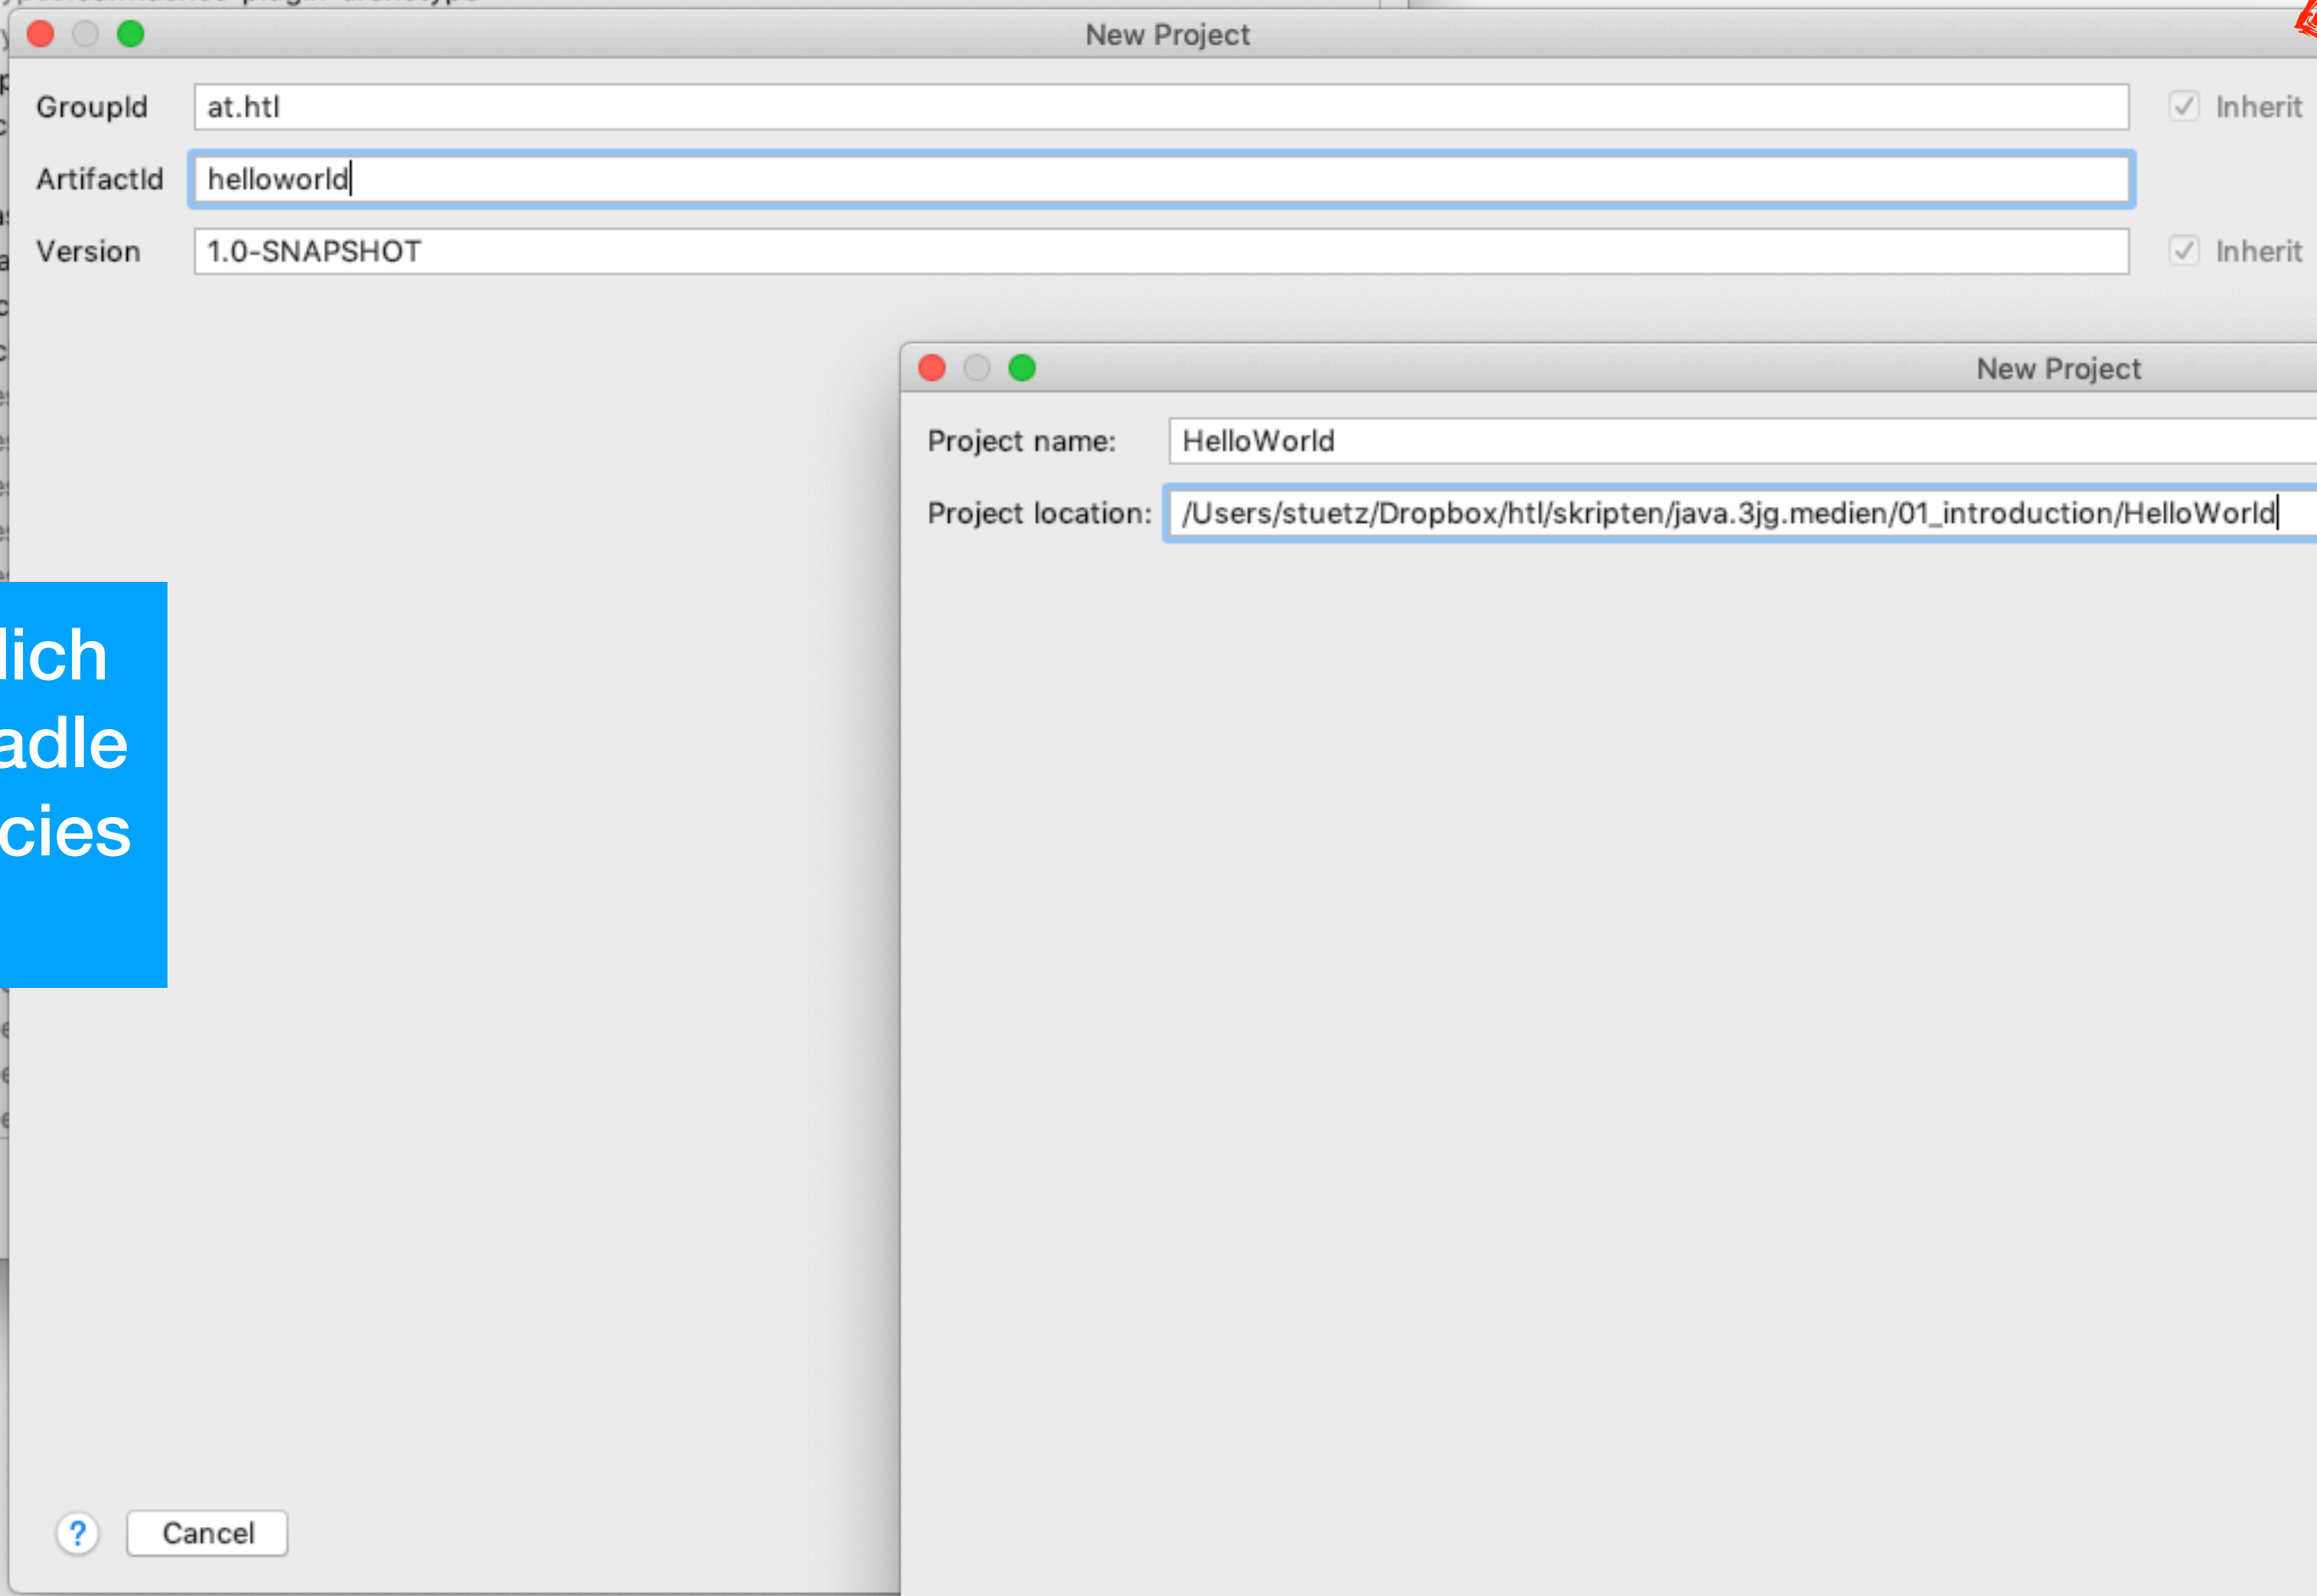 New Project
GroupId at.htl Inherit
ArtifactId helloworld
Version 1.0-SNAPSHOT Inherit
New Project
Project name: HelloWorld
Project location: /Users/stuetz/Dropbox/htl/skripten/java.3jg.medien/01_introduction/HelloWorld
lich
adle
cies
? Cancel